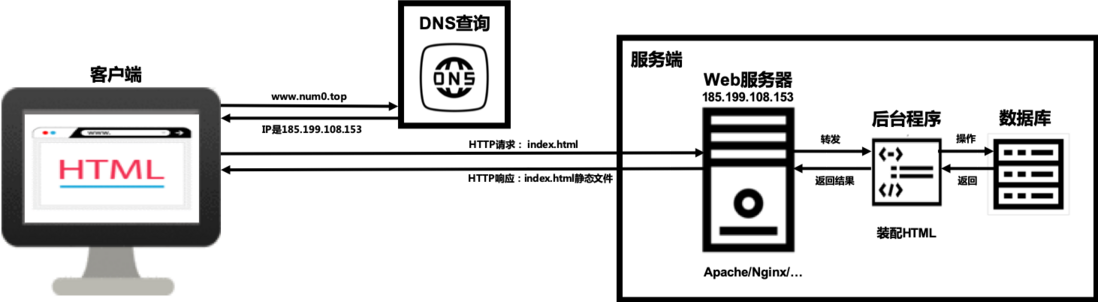 DNS查询
DNS
客户端
www.
HTML
www.num0.top
IP是185.199.108.153
HTTP请求： index.html
HTTP响应：index.html静态文件
服务端
Web服务器
185.199.108.153
Apache/Nginx/...
转发
返回结果
后台程序
装配HTML
操作
返回
数据库